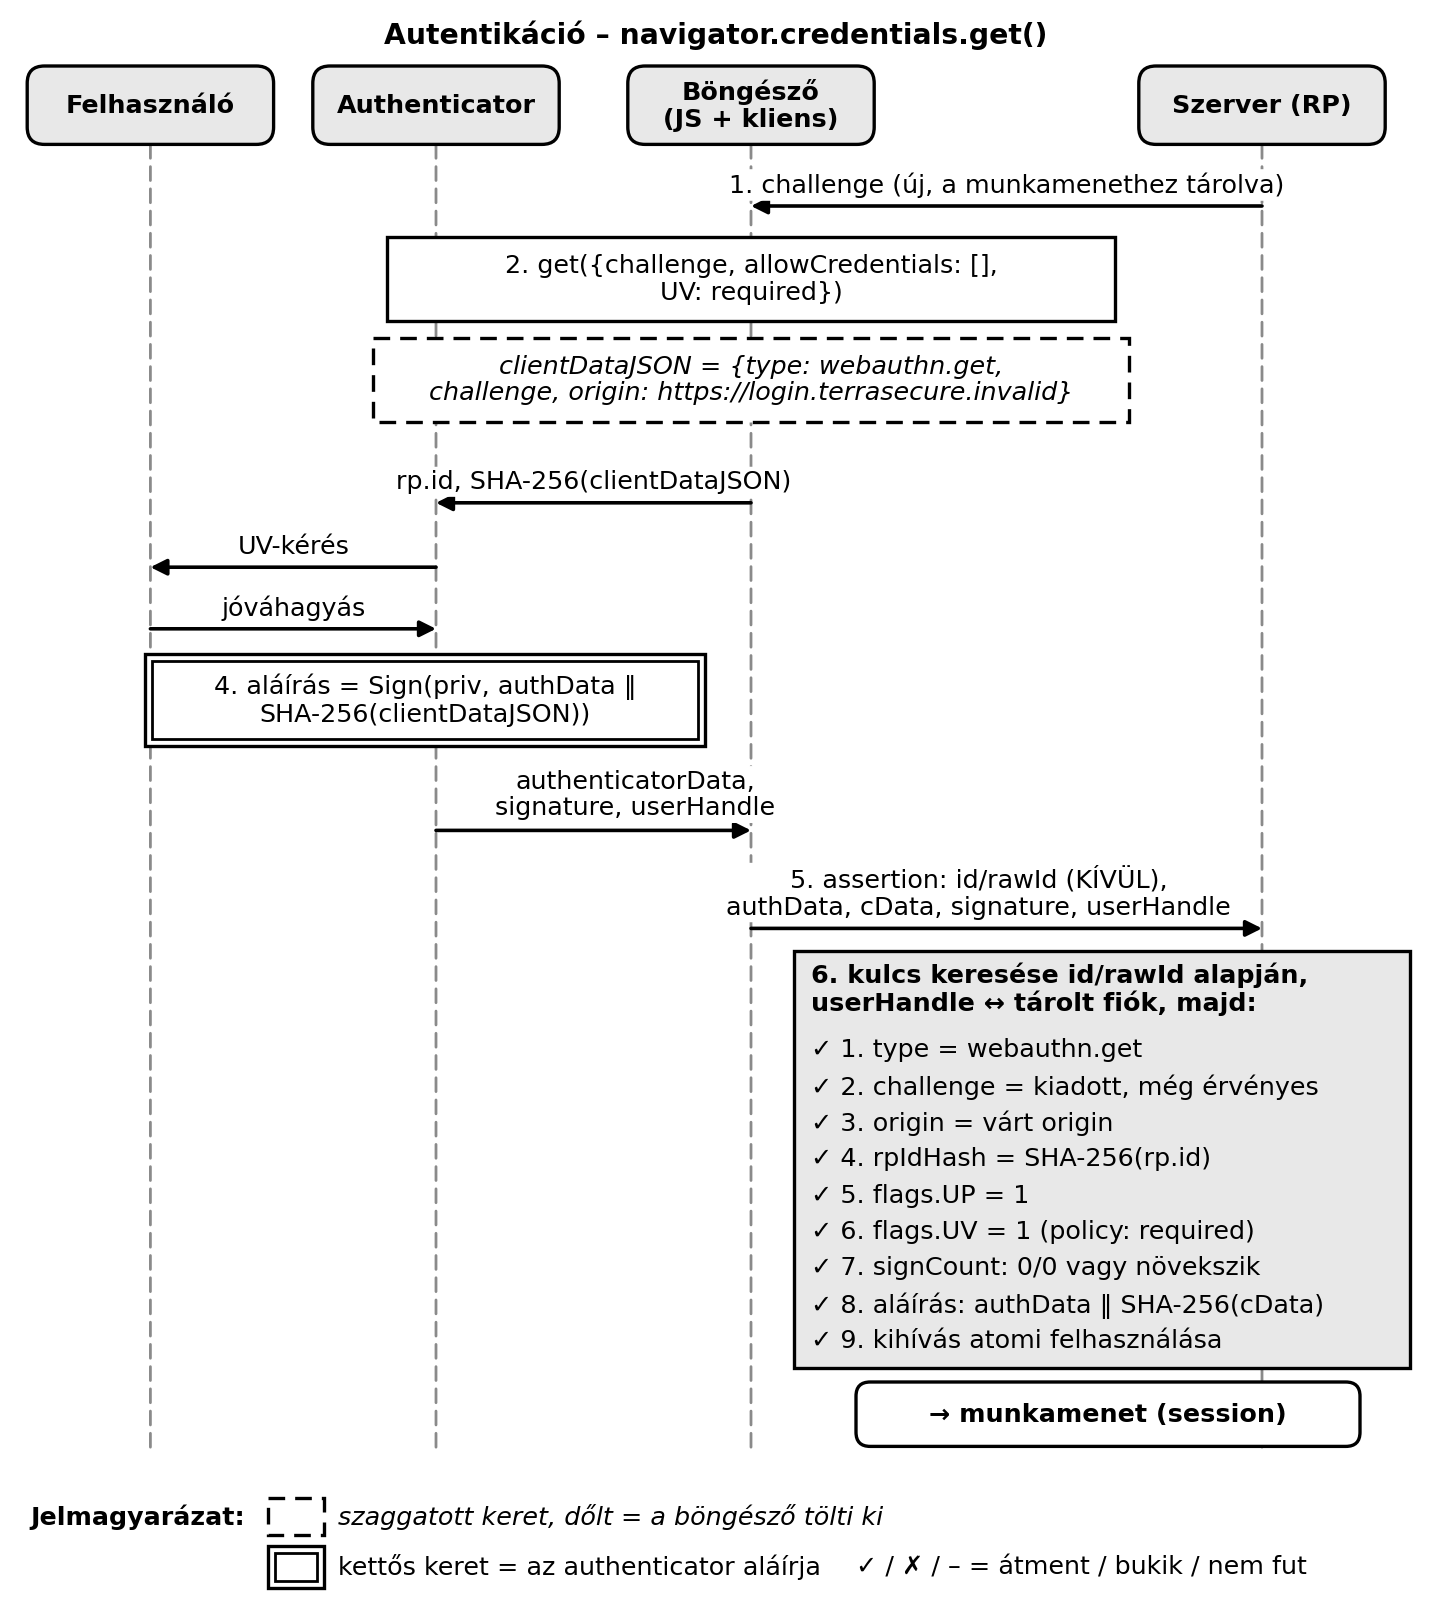 Autentikáció – navigator.credentials.get()
Felhasználó
Authenticator
Böngésző
(JS + kliens)
Szerver (RP)
1. challenge (új, a munkamenethez tárolva)
2. get({challenge, allowCredentials: [],
UV: required})
clientDataJSON = {type: webauthn.get,
challenge, origin: https://login.terrasecure.invalid}
rp.id, SHA-256(clientDataJSON)
UV-kérés
jóváhagyás
4. aláírás = Sign(priv, authData ‖
SHA-256(clientDataJSON))
authenticatorData,
signature, userHandle
5. assertion: id/rawId (KÍVÜL),
authData, cData, signature, userHandle
6. kulcs keresése id/rawId alapján,
userHandle ↔ tárolt fiók, majd:
✓ 1. type = webauthn.get
✓ 2. challenge = kiadott, még érvényes
✓ 3. origin = várt origin
✓ 4. rpIdHash = SHA-256(rp.id)
✓ 5. flags.UP = 1
✓ 6. flags.UV = 1 (policy: required)
✓ 7. signCount: 0/0 vagy növekszik
✓ 8. aláírás: authData ‖ SHA-256(cData)
✓ 9. kihívás atomi felhasználása
→ munkamenet (session)
Jelmagyarázat:
szaggatott keret, dőlt = a böngésző tölti ki
kettős keret = az authenticator aláírja
✓ / ✗ / – = átment / bukik / nem fut